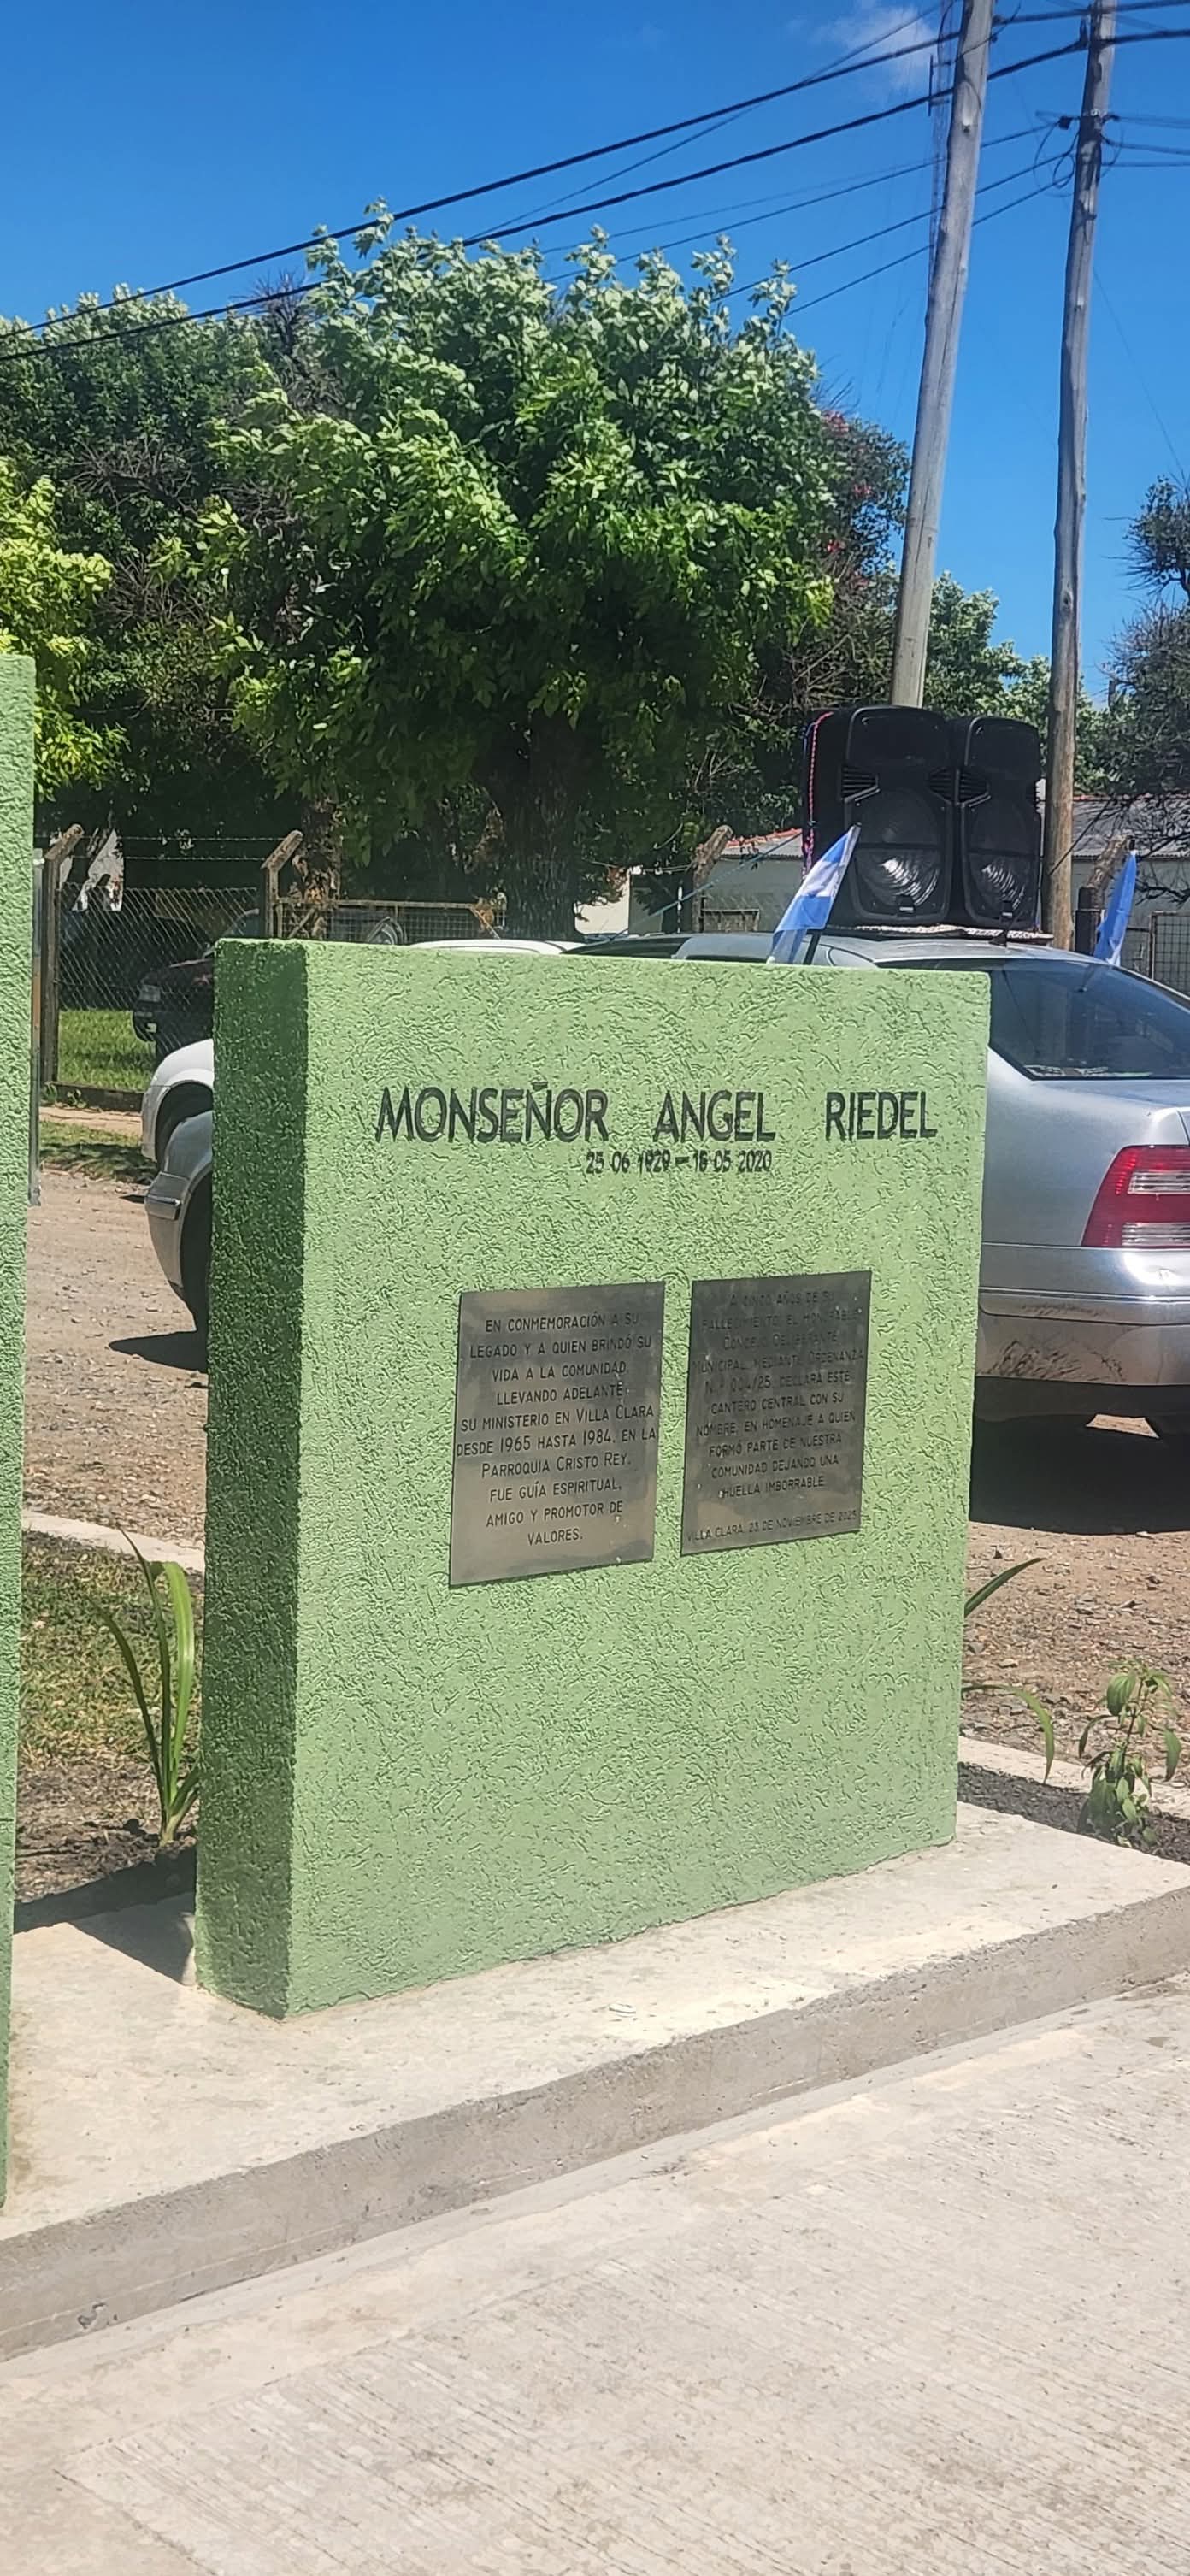 MONSEÑOR ANGEL RIEDEL
25 06 1929 – 16 05 2020
EN CONMEMORACIÓN A SU
LEGADO Y A QUIEN BRINDÓ SU
VIDA A LA COMUNIDAD,
LLEVANDO ADELANTE
SU MINISTERIO EN VILLA CLARA
DESDE 1965 HASTA 1984, EN LA
PARROQUIA CRISTO REY.
FUE GUÍA ESPIRITUAL,
AMIGO Y PROMOTOR DE
VALORES.
A CINCO AÑOS DE SU
FALLECIMIENTO, EL HONORABLE
CONCEJO DELIBERANTE
MUNICIPAL, MEDIANTE ORDENANZA
N.º 004/25, DECLARA ESTE
CANTERO CENTRAL CON SU
NOMBRE, EN HOMENAJE A QUIEN
FORMÓ PARTE DE NUESTRA
COMUNIDAD DEJANDO UNA
HUELLA IMBORRABLE.
VILLA CLARA, 23 DE NOVIEMBRE DE 2025